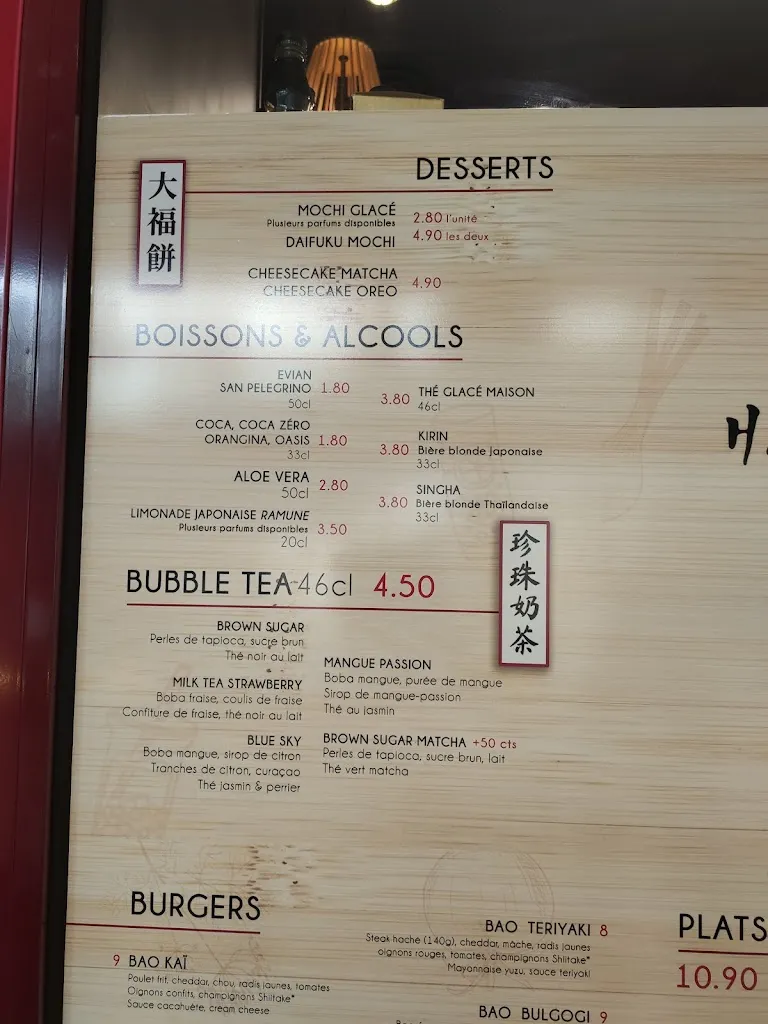 大福餅
DESSERTS
MOCHI GLACÉ
Plusieurs parfums disponibles
2.80 l'unité
4.90 les deux
DAIFUKU MOCHI
CHEESECAKE MATCHA
CHEESECAKE OREO
4.90
BOISSONS & ALCOOLS
EVIAN
SAN PELEGRINO 1.80
50cl
COCA, COCA ZÉRO
ORANGINA, OASIS 1.80
33cl
ALOE VERA 2.80
50cl
LIMONADE JAPONAISE RAMUNE
Plusieurs parfums disponibles 3.50
20cl
3.80 THÉ GLACÉ MAISON
46cl
KIRIN
3.80 Bière blonde Japonaise
33cl
SINGHA
3.80 Bière blonde Thaïlandaise
33cl
珍珠奶茶
BUBBLE TEA 46cl 4.50
BROWN SUGAR
Perles de tapioca, sucre brun
Thé noir au lait
MILK TEA STRAWBERRY
Boba fraise, coulis de fraise
Confiture de fraise, thé noir au lait
BLUE SKY
Boba mangue, sirop de citron
Tranches de citron, curaçao
Thé jasmin & perrier
MANGUE PASSION
Boba mangue, purée de mangue
Sirop de mangue-passion
Thé au jasmin
BROWN SUGAR MATCHA +50 cts
Perles de tapioca, sucre brun, lait
Thé vert matcha
BURGERS
9 BAO KAÏ
Poulet frit, cheddar, chou, radis jaunes, tomates
Oignons confits, champignons Shiitake*
Sauce cacahuète, cream cheese
BAO TERIYAKI 8
Steak hache (140g), cheddar, mâche, radis jaunes
oignons rouges, tomates, champignons Shiitake*
Mayonnaise yuzu, sauce teriyaki
BAO BULGOGI 9
PLATS
10.90